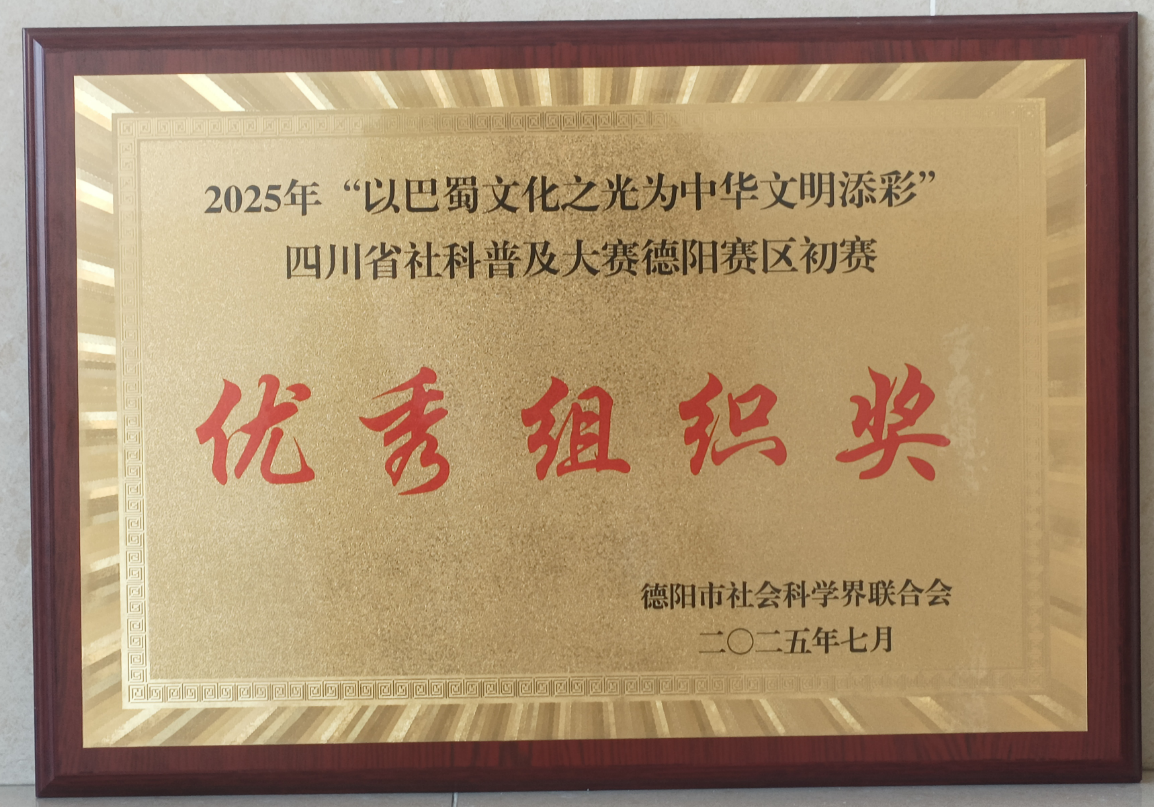 2025年“以巴蜀文化之光为中华文明添彩”
四川省社科普及大赛德阳赛区初赛
优秀组织奖
德阳市社会科学界联合会
二〇二五年七月